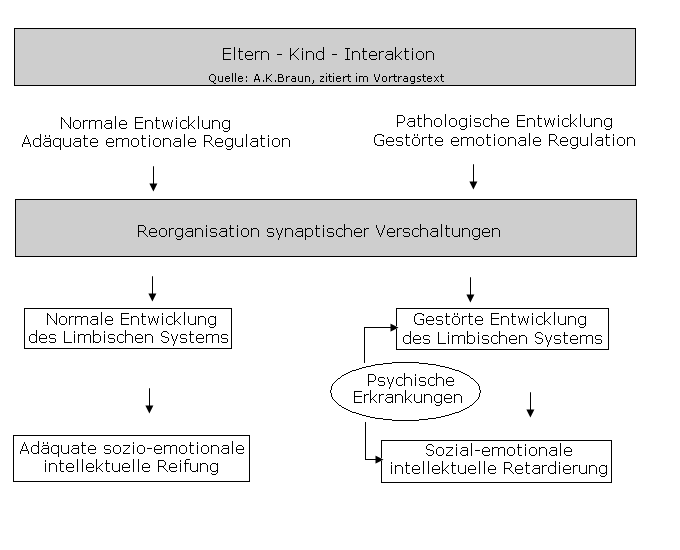 Eltern - Kind - Interaktion
Quelle: A.K.Braun, zitiert im Vortragstext
Normale Entwicklung
Adäquate emotionale Regulation
Pathologische Entwicklung
Gestörte emotionale Regulation
Reorganisation synaptischer Verschaltungen
Normale Entwicklung
des Limbischen Systems
Gestörte Entwicklung
des Limbischen Systems
Psychische
Erkrankungen
Adäquate sozio-emotionale
intellektuelle Reifung
Sozial-emotionale
intellektuelle Retardierung